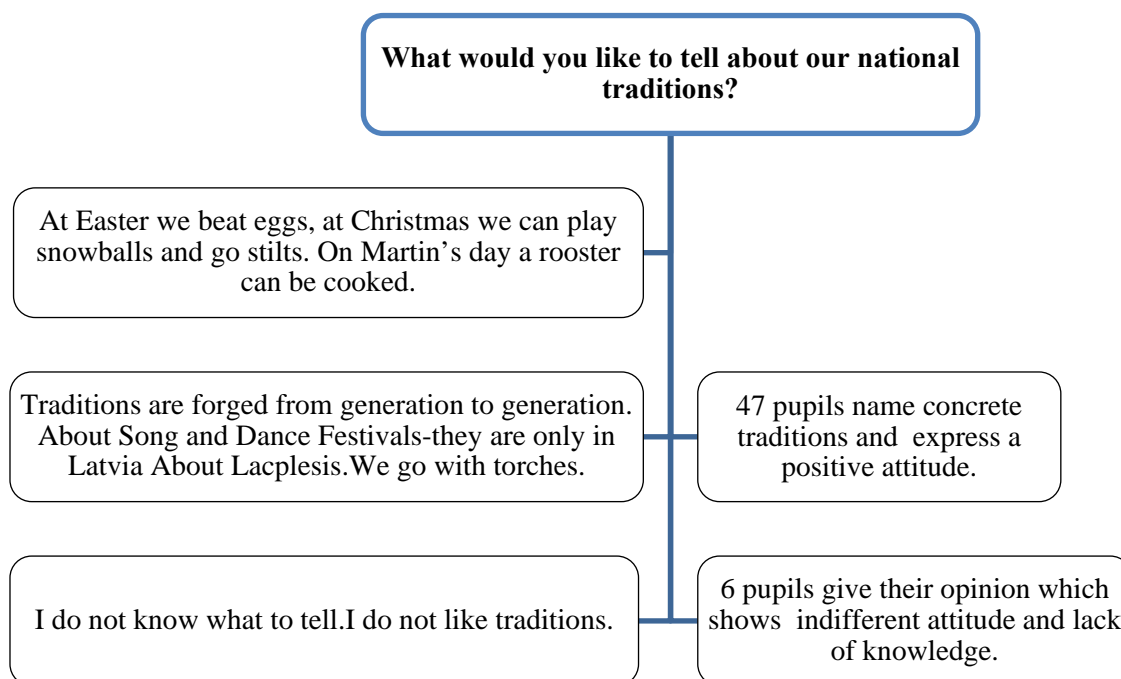 What would you like to tell about our national
traditions?
At Easter we beat eggs, at Christmas we can play
snowballs and go stilts. On Martin’s day a rooster
can be cooked.
Traditions are forged from generation to generation.
About Song and Dance Festivals-they are only in
Latvia About Lacplesis.We go with torches.
47 pupils name concrete
traditions and  express a
positive attitude.
I do not know what to tell.I do not like traditions.
6 pupils give their opinion which
shows  indifferent attitude and lack
of knowledge.